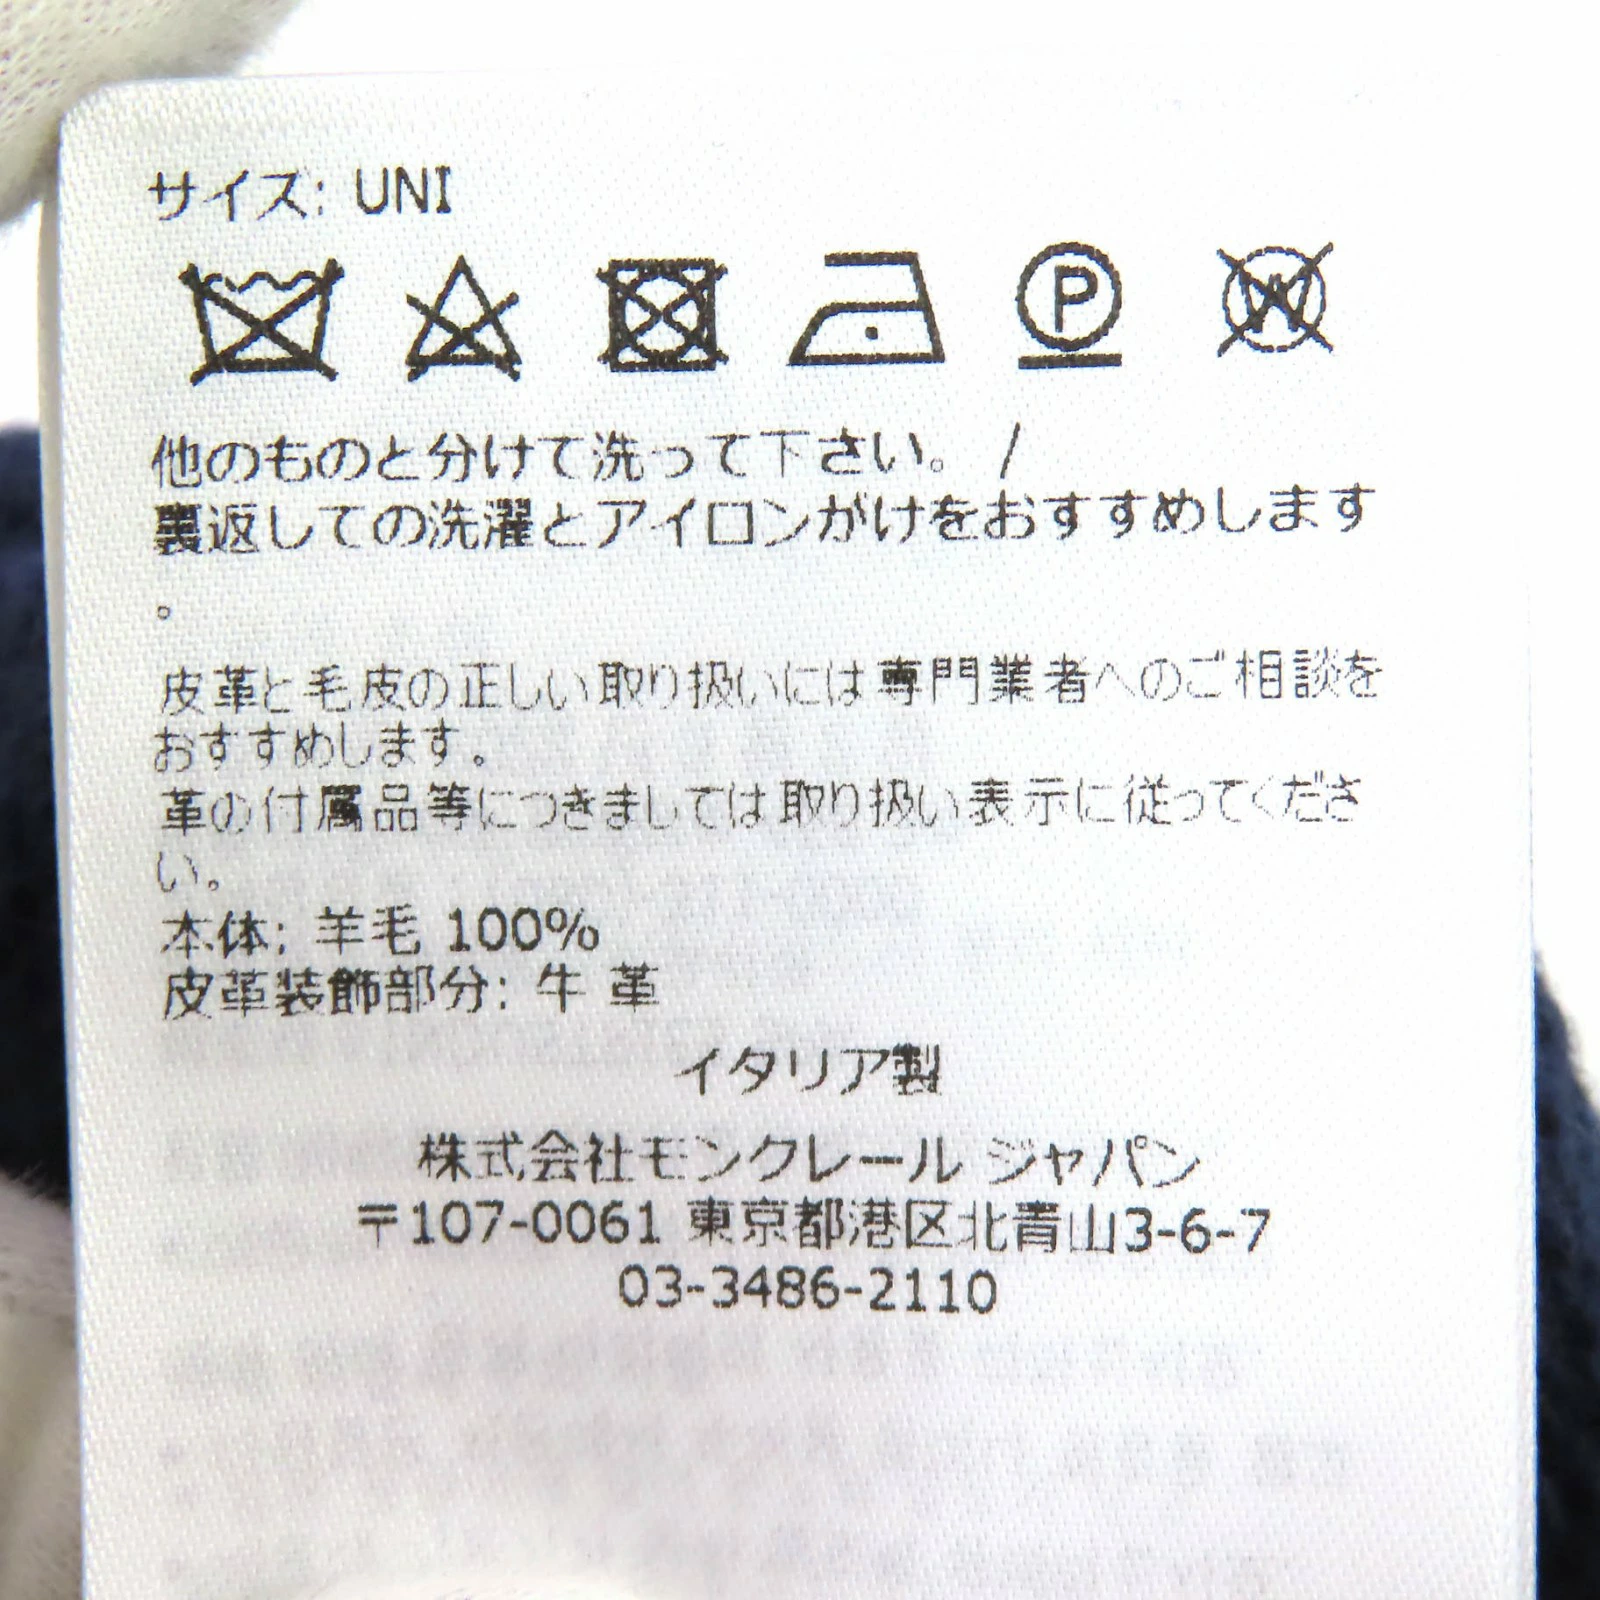 サイズ: UNI
P W
他のものと分けて洗って下さい。 /
裏返しての洗濯とアイロンがけをおすすめします
。
皮革と毛皮の正しい取り扱いには専門業者へのご相談を
おすすめします。
革の付属品等につきましては取り扱い表示に従ってくださ
い。
本体: 羊毛 100%
皮革装飾部分: 牛 革
イタリア製
株式会社モンクレール ジャパン
〒107-0061 東京都港区北青山3-6-7
03-3486-2110